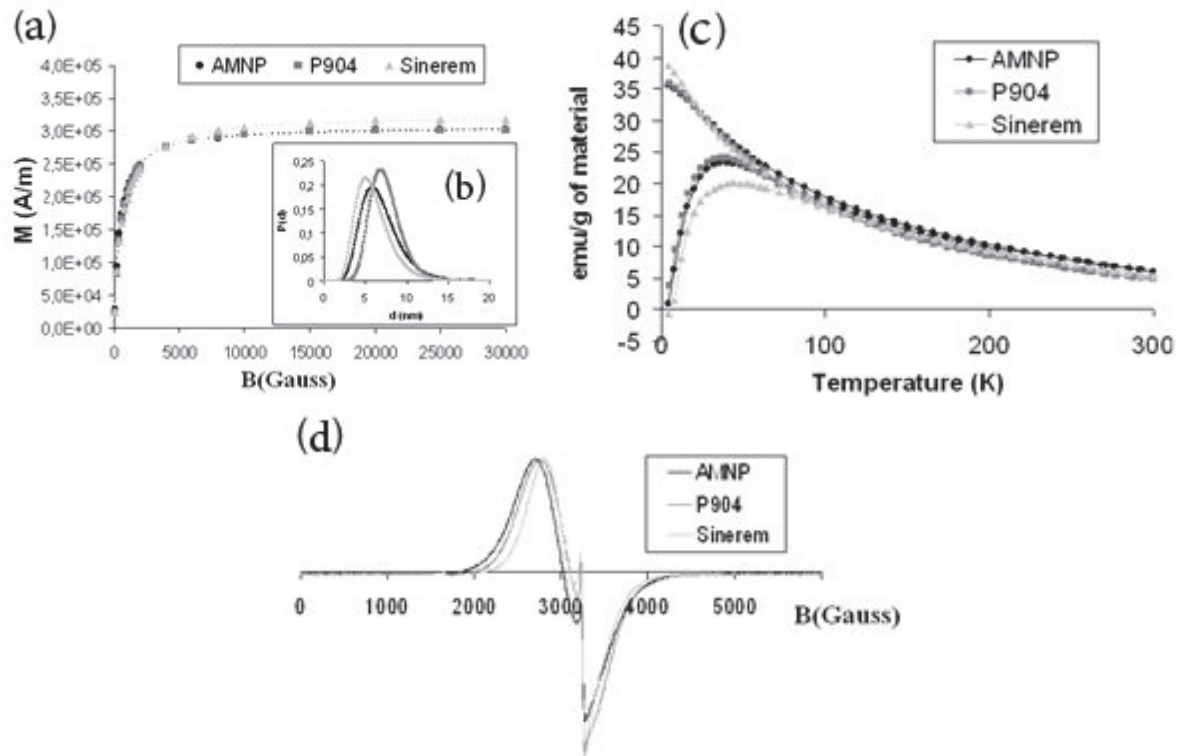 (a)
AMNP P904 Sinerem
4,0E+05
3,5E+05
3,0E+05
2,5E+05
2,0E+05
1,5E+05
1,0E+05
5,0E+04
0,0E+00
M (A/m)
0 5000 10000 15000 20000 25000 30000
B(Gauss)
(b)
0,25
0,2
0,15
0,1
0,05
0
P(d)
0 5 10 15 20
d (nm)
(c)
AMNP
P904
Sinerem
45
40
35
30
25
20
15
10
5
0
-5
emu/g of material
0 100 200 300
Temperature (K)
(d)
AMNP
P904
Sinerem
0 1000 2000 3000 4000 5000
B(Gauss)